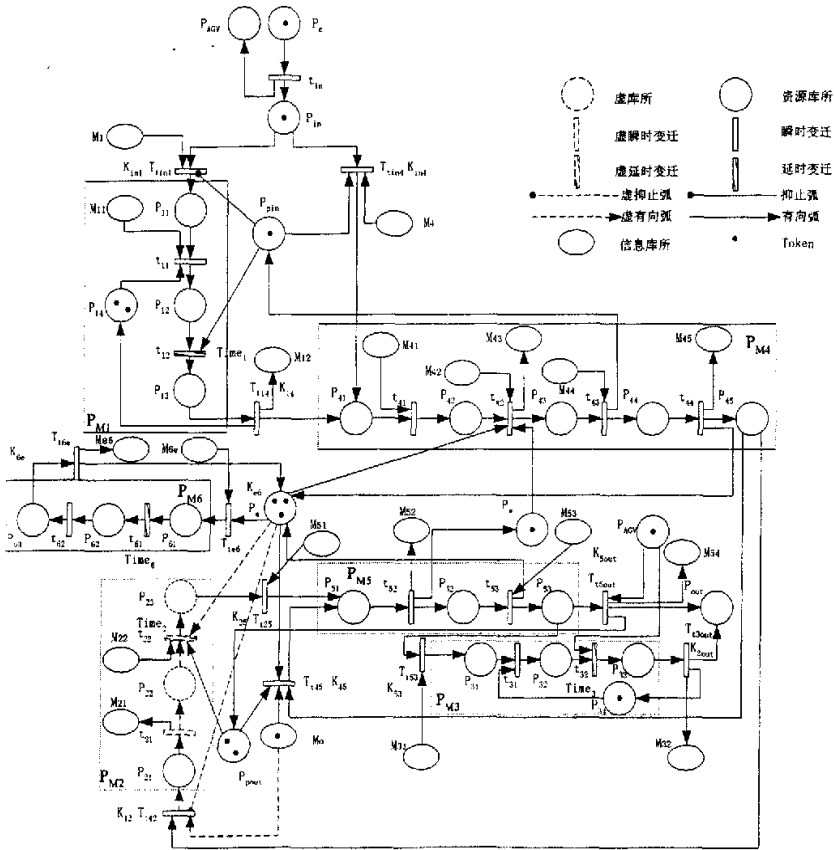 P_AGV
P_c
t_in
P_in
M1
K_in1 T_tin1
T_tin4 K_in4
M4
P_pin
M11
P_11
t_11
P_14
P_12
t_12
Time_1
P_13
P_M1
虚库所
资源库所
虚瞬时变迁
瞬时变迁
虚延时变迁
延时变迁
虚抑止弧
抑止弧
虚有向弧
有向弧
信息库所
Token
M12
T_t14 K_14
M41
M42
M43
M44
M45
P_M4
P_41
t_41
P_42
t_42
P_43
t_43
P_44
t_44
P_45
K_6e
T_t6e
Me6
M6e
K_e6
P_e
P_M6
P_63
t_62
P_62
t_61
P_61
T_te6
Time_6
M51
M52
M53
P_AGV
M54
K_5out
T_t5out
P_out
P_M5
P_51
t_52
P_52
t_53
P_53
P_23
K_25
T_t25
Time_2
t_22
M22
P_22
M21
t_21
P_M2
P_21
T_t45 K_45
P_pout
M0
K_12 T_t42
T_t53
K_53
P_31
t_31
P_32
t_32
P_33
T_t3out
K_3out
Time_3
P_M3
M31
M32